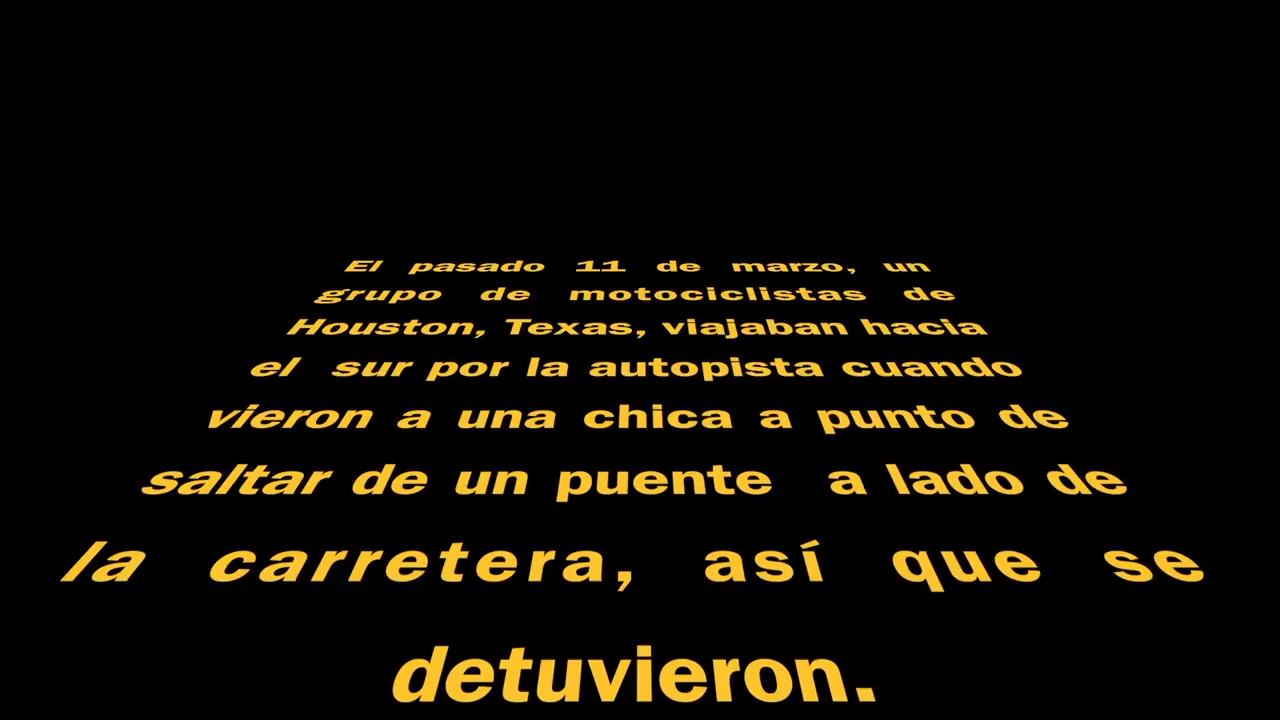 El pasado 11 de marzo, un
grupo de motociclistas de
Houston, Texas, viajaban hacia
el sur por la autopista cuando
vieron a una chica a punto de
saltar de un puente a lado de
la carretera, así que se
detuvieron.